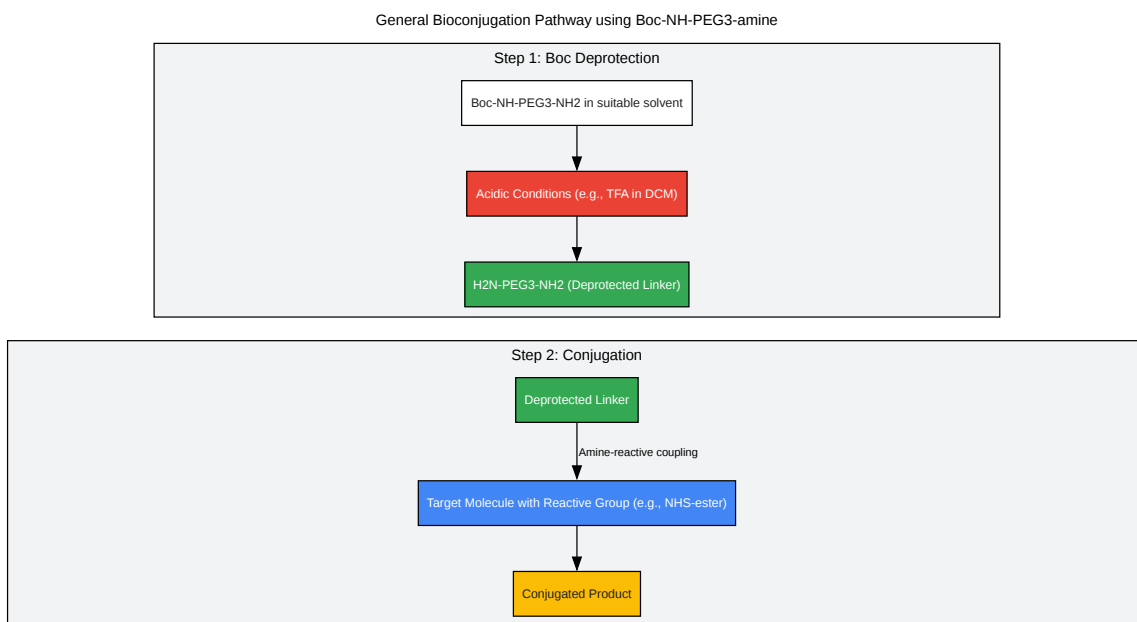 General Bioconjugation Pathway using Boc-NH-PEG3-amine
Step 1: Boc Deprotection
Boc-NH-PEG3-NH2 in suitable solvent
Acidic Conditions (e.g., TFA in DCM)
H2N-PEG3-NH2 (Deprotected Linker)
Step 2: Conjugation
Deprotected Linker
Amine-reactive coupling
Target Molecule with Reactive Group (e.g., NHS-ester)
Conjugated Product